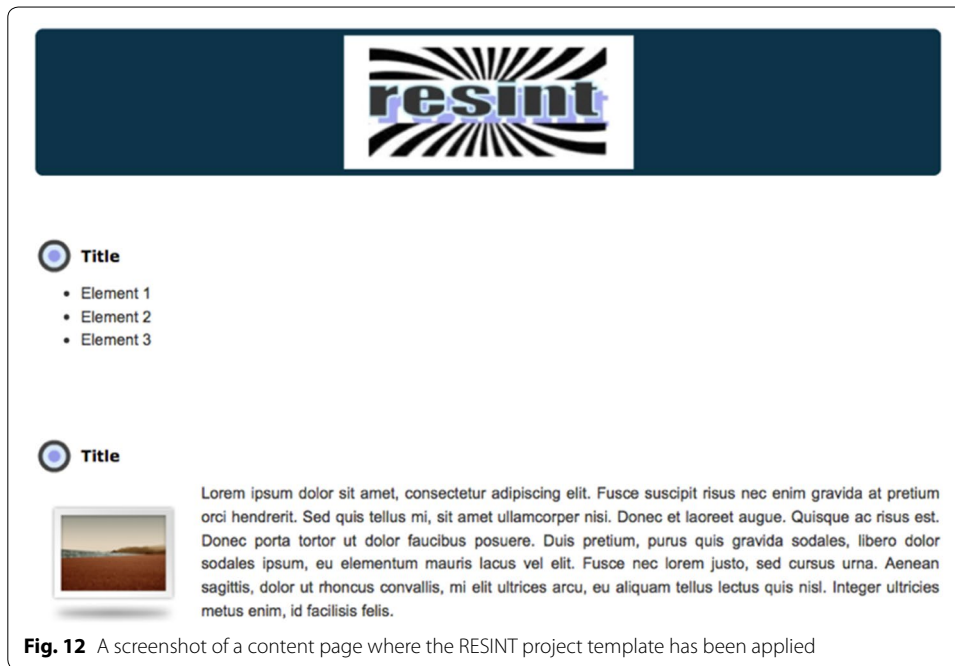 resint
Title
• Element 1
• Element 2
• Element 3
Title
Lorem ipsum dolor sit amet, consectetur adipiscing elit. Fusce suscipit risus nec enim gravida at pretium
orci hendrerit. Sed quis tellus mi, sit amet ullamcorper nisi. Donec et laoreet augue. Quisque ac risus est.
Donec porta tortor ut dolor faucibus posuere. Duis pretium, purus quis gravida sodales, libero dolor
sodales ipsum, eu elementum mauris lacus vel elit. Fusce nec lorem justo, sed cursus urna. Aenean
sagittis, dolor ut rhoncus convallis, mi elit ultrices arcu, eu aliquam tellus lectus quis nisl. Integer ultricies
metus enim, id facilisis felis.
Fig. 12 A screenshot of a content page where the RESINT project template has been applied